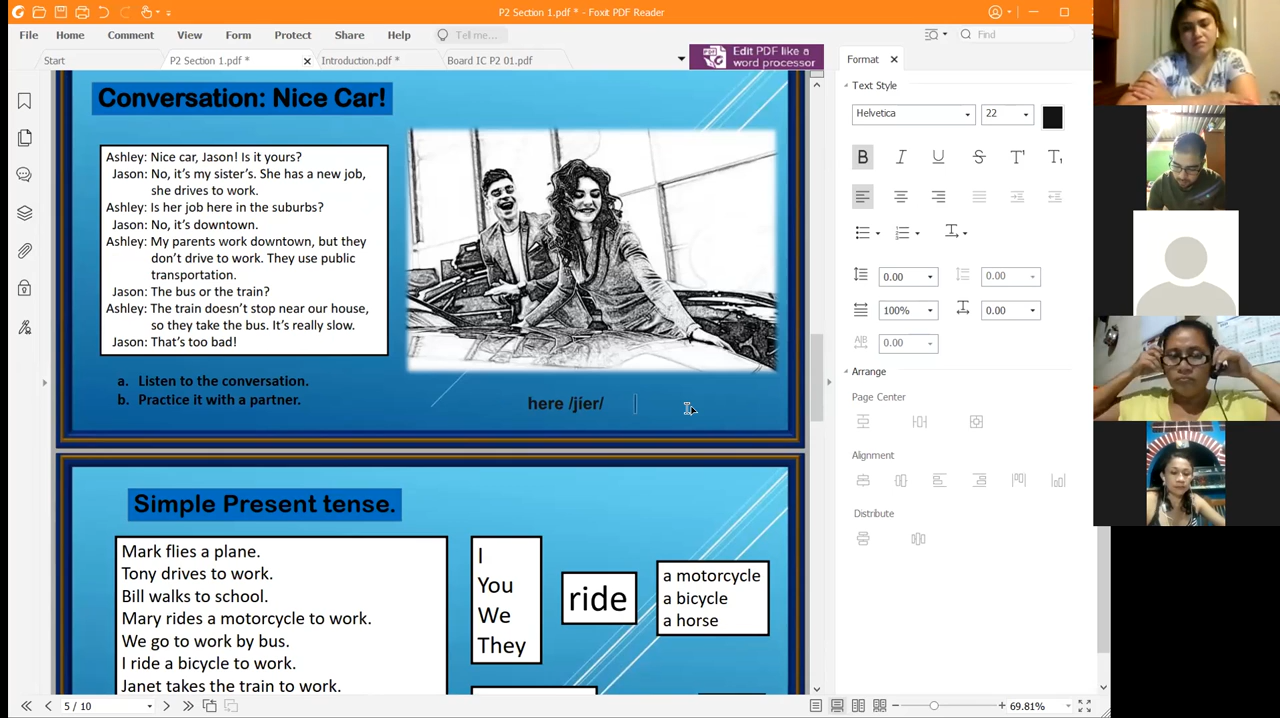 P2 Section 1.pdf * - Foxit PDF Reader
File Home Comment View Form Protect Share Help Tell me... Find
Start P2 Section 1.pdf * Introduction.pdf * Board IC P2 01.pdf
Edit PDF like a
word processor
Conversation: Nice Car!
Ashley: Nice car, Jason! Is it yours?
Jason: No, it's my sister's. She has a new job,
she drives to work.
Ashley: Is her job here in the suburbs?
Jason: No, it's downtown.
Ashley: My parents work downtown, but they
don't drive to work. They use public
transportation.
Jason: The bus or the train?
Ashley: The train doesn't stop near our house,
so they take the bus. It's really slow.
Jason: That's too bad!
a. Listen to the conversation.
b. Practice it with a partner.
here /jíer/
Simple Present tense.
Mark flies a plane.
Tony drives to work.
Bill walks to school.
Mary rides a motorcycle to work.
We go to work by bus.
I ride a bicycle to work.
Janet takes the train to work.
I
You
We
They
ride
a motorcycle
a bicycle
a horse
Format
Text Style
Helvetica 22
0.00 0.00
100% 0.00
0.00
Arrange
Page Center
Alignment
Distribute
5 / 10
69.81%